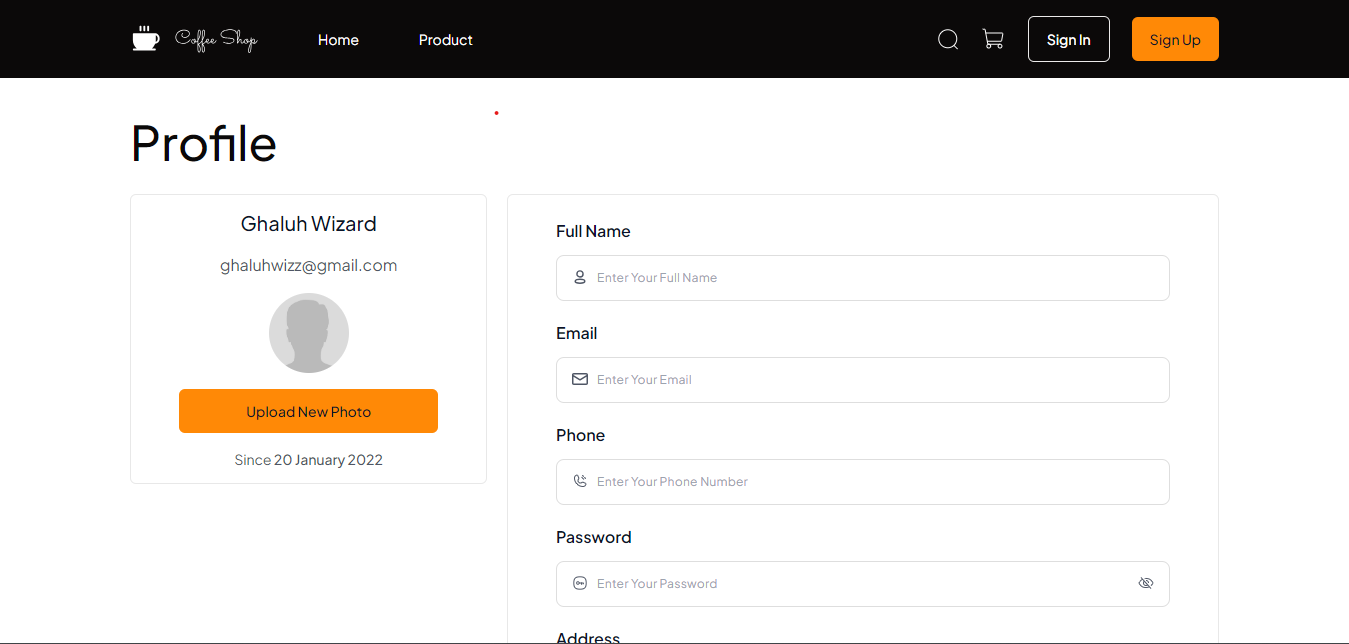 Coffee Shop
Home
Product
Sign In
Sign Up
Profile
Ghaluh Wizard
ghaluhwizz@gmail.com
Upload New Photo
Since 20 January 2022
Full Name
Enter Your Full Name
Email
Enter Your Email
Phone
Enter Your Phone Number
Password
Enter Your Password
Address